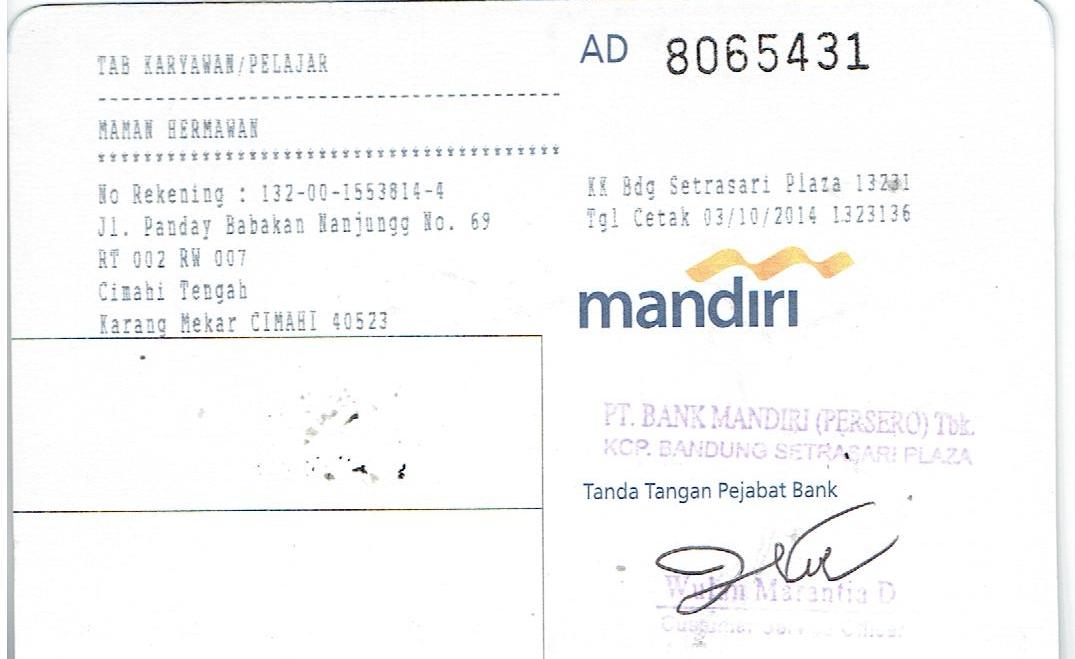 TAB KARYAWAN/PELAJAR
MAMAN HERMAWAN
No Rekening : 132-00-1553814-4
Jl. Panday Babakan Nanjungg No. 69
RT 002 RW 007
Cimahi Tengah
Karang Mekar CIMAHI 40523
AD 8065431
KK Bdg Setrasari Plaza 13231
Tgl Cetak 03/10/2014 1323136
mandiri
PT. BANK MANDIRI (PERSERO) Tbk.
KCP. BANDUNG SETRASARI PLAZA
Tanda Tangan Pejabat Bank
Marantia D
Customer Service Officer